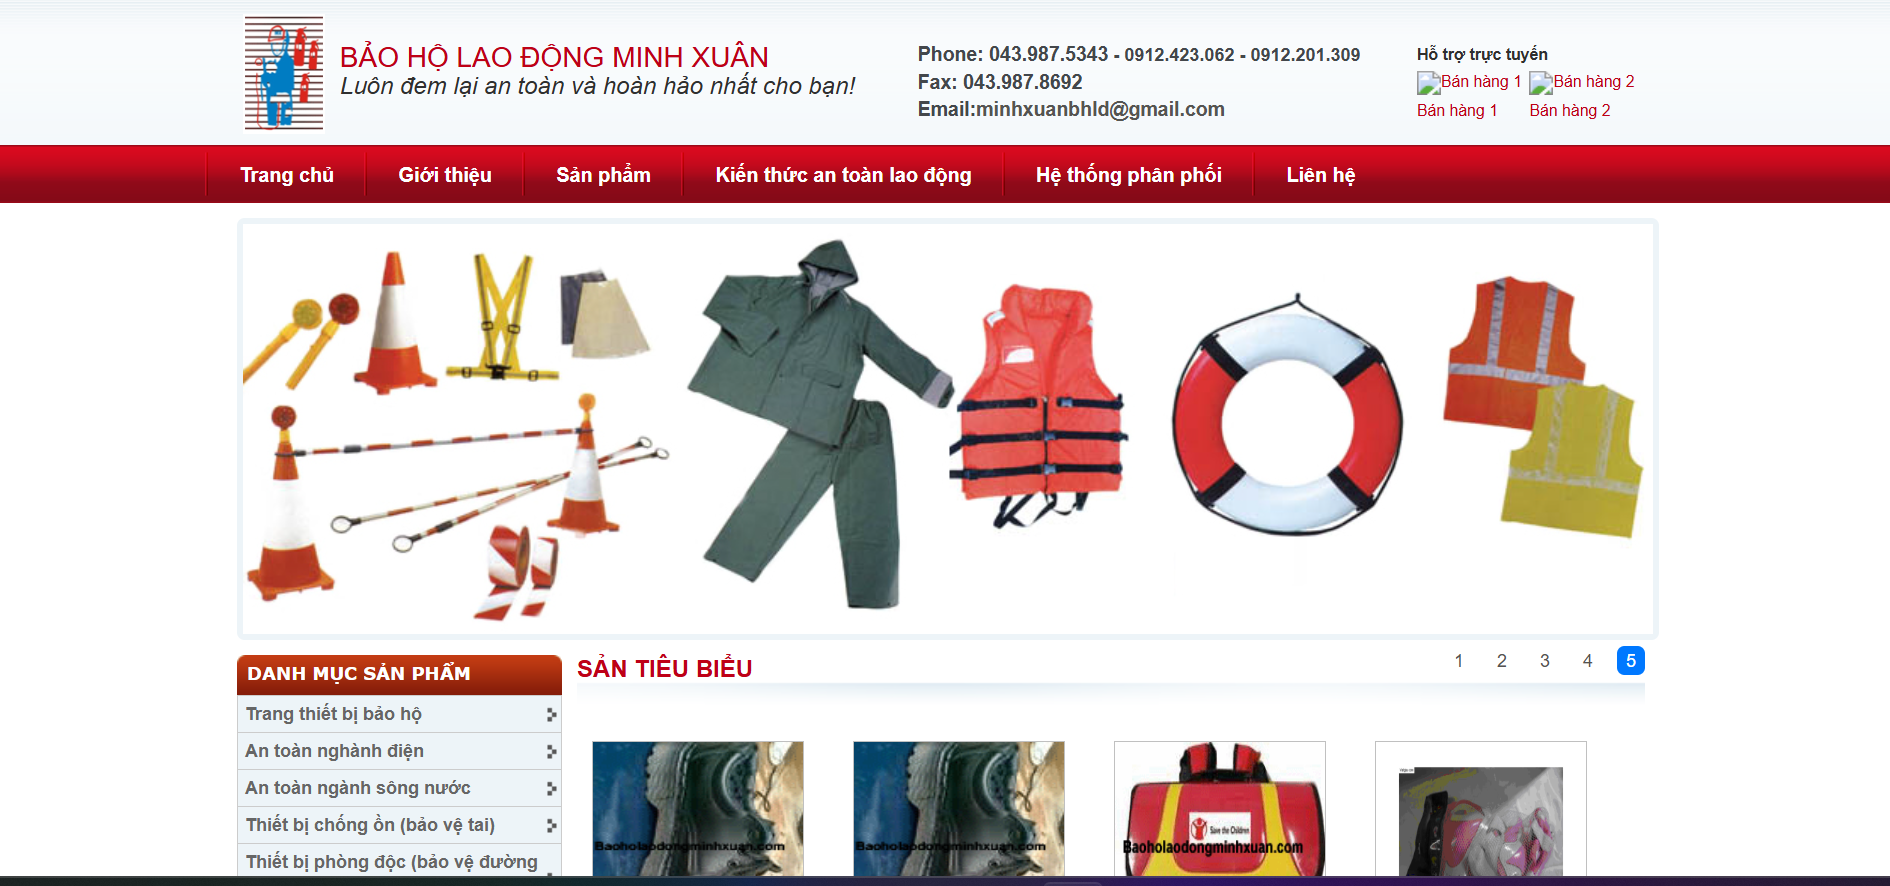 BẢO HỘ LAO ĐỘNG MINH XUÂN
Luôn đem lại an toàn và hoàn hảo nhất cho bạn!
Phone: 043.987.5343 - 0912.423.062 - 0912.201.309
Fax: 043.987.8692
Email:minhxuanbhld@gmail.com
Hỗ trợ trực tuyến
Bán hàng 1 Bán hàng 2
Bán hàng 1 Bán hàng 2
Trang chủ Giới thiệu Sản phẩm Kiến thức an toàn lao động Hệ thống phân phối Liên hệ
DANH MỤC SẢN PHẨM
Trang thiết bị bảo hộ
An toàn nghành điện
An toàn ngành sông nước
Thiết bị chống ồn (bảo vệ tai)
Thiết bị phòng độc (bảo vệ đường
SẢN TIÊU BIỂU
1 2 3 4 5
Baoholaodongminhxuan.com
Baoholaodongminhxuan.com
Save the Children
Baoholaodongminhxuan.com